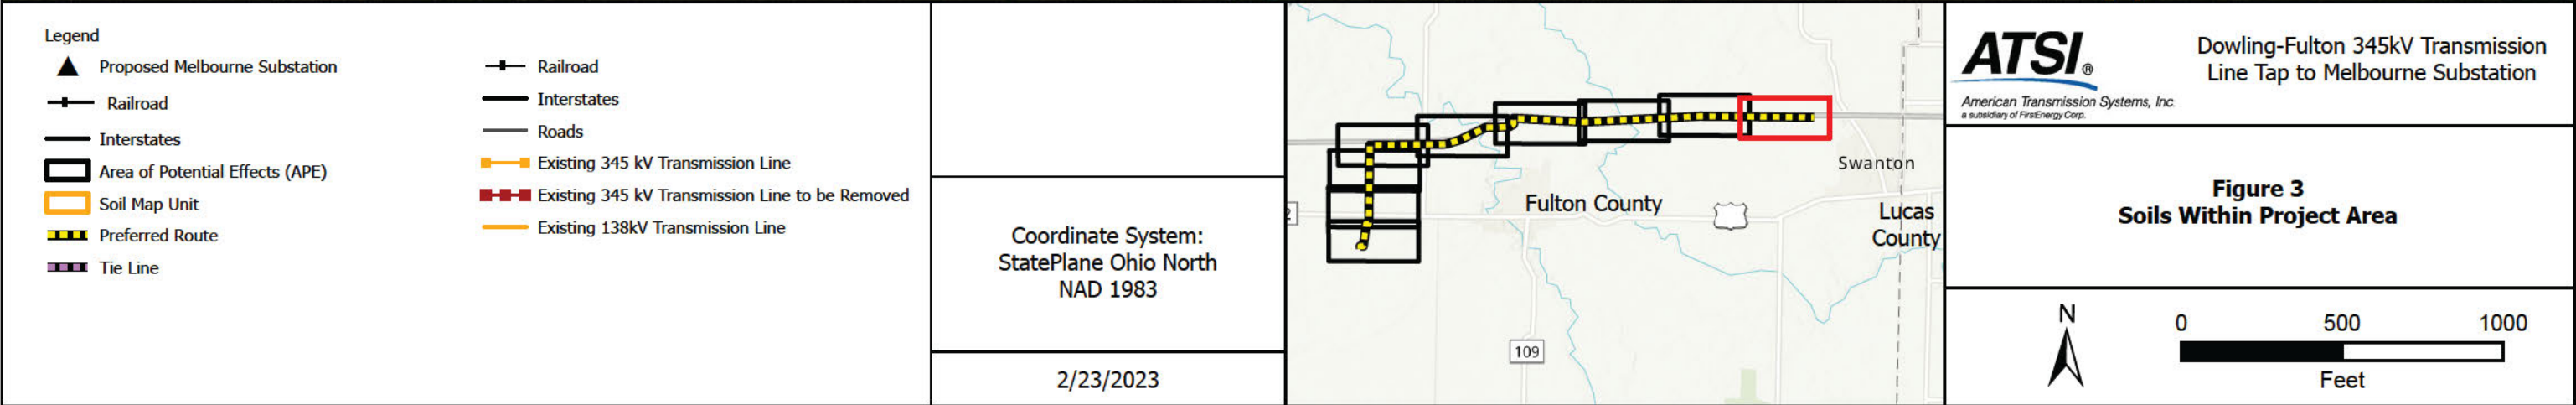 Legend
Proposed Melbourne Substation
Railroad
Interstates
Area of Potential Effects (APE)
Soil Map Unit
Preferred Route
Tie Line
Railroad
Interstates
Roads
Existing 345 kV Transmission Line
Existing 345 kV Transmission Line to be Removed
Existing 138kV Transmission Line
Coordinate System:
StatePlane Ohio North
NAD 1983
2/23/2023
Swanton
Fulton County
Lucas
County
2
109
ATSI®
American Transmission Systems, Inc.
a subsidiary of FirstEnergy Corp.
Dowling-Fulton 345kV Transmission
Line Tap to Melbourne Substation
Figure 3
Soils Within Project Area
N
0 500 1000
Feet